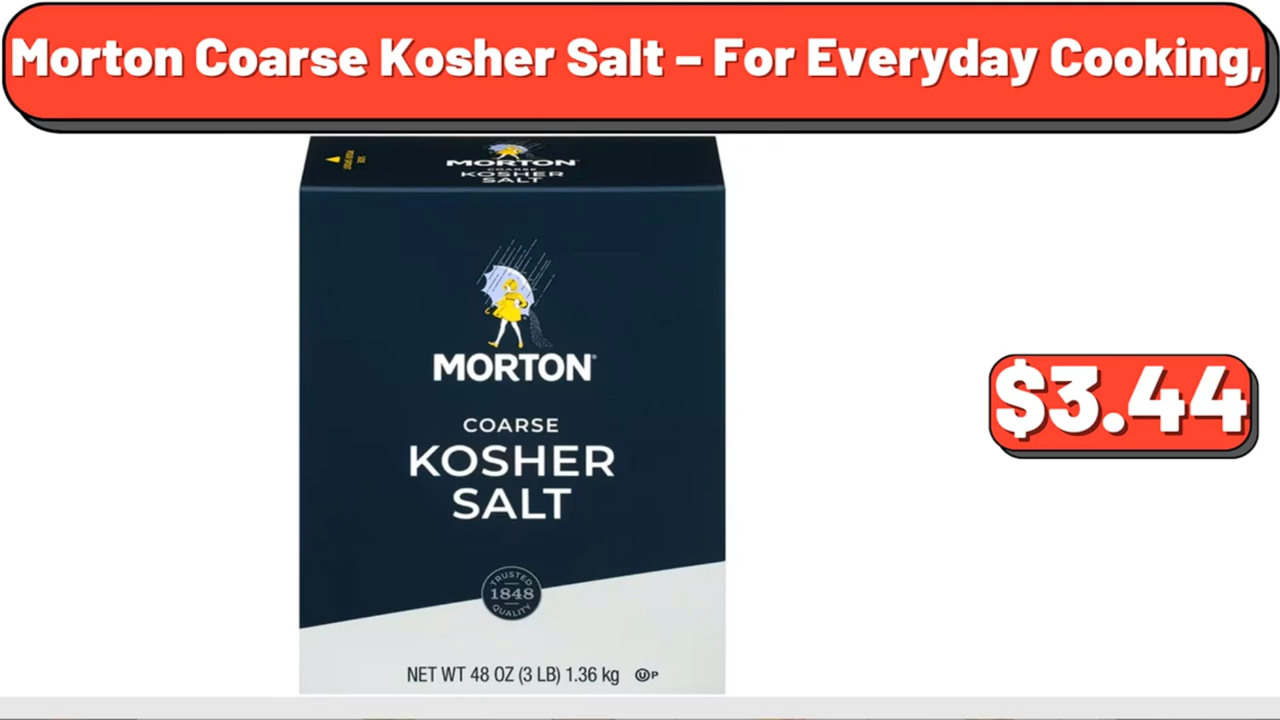 Morton Coarse Kosher Salt – For Everyday Cooking,
MORTON
COARSE
KOSHER
SALT
$3.44
MORTON®
COARSE
KOSHER
SALT
TRUSTED
1848
QUALITY
NET WT 48 OZ (3 LB) 1.36 kg U P